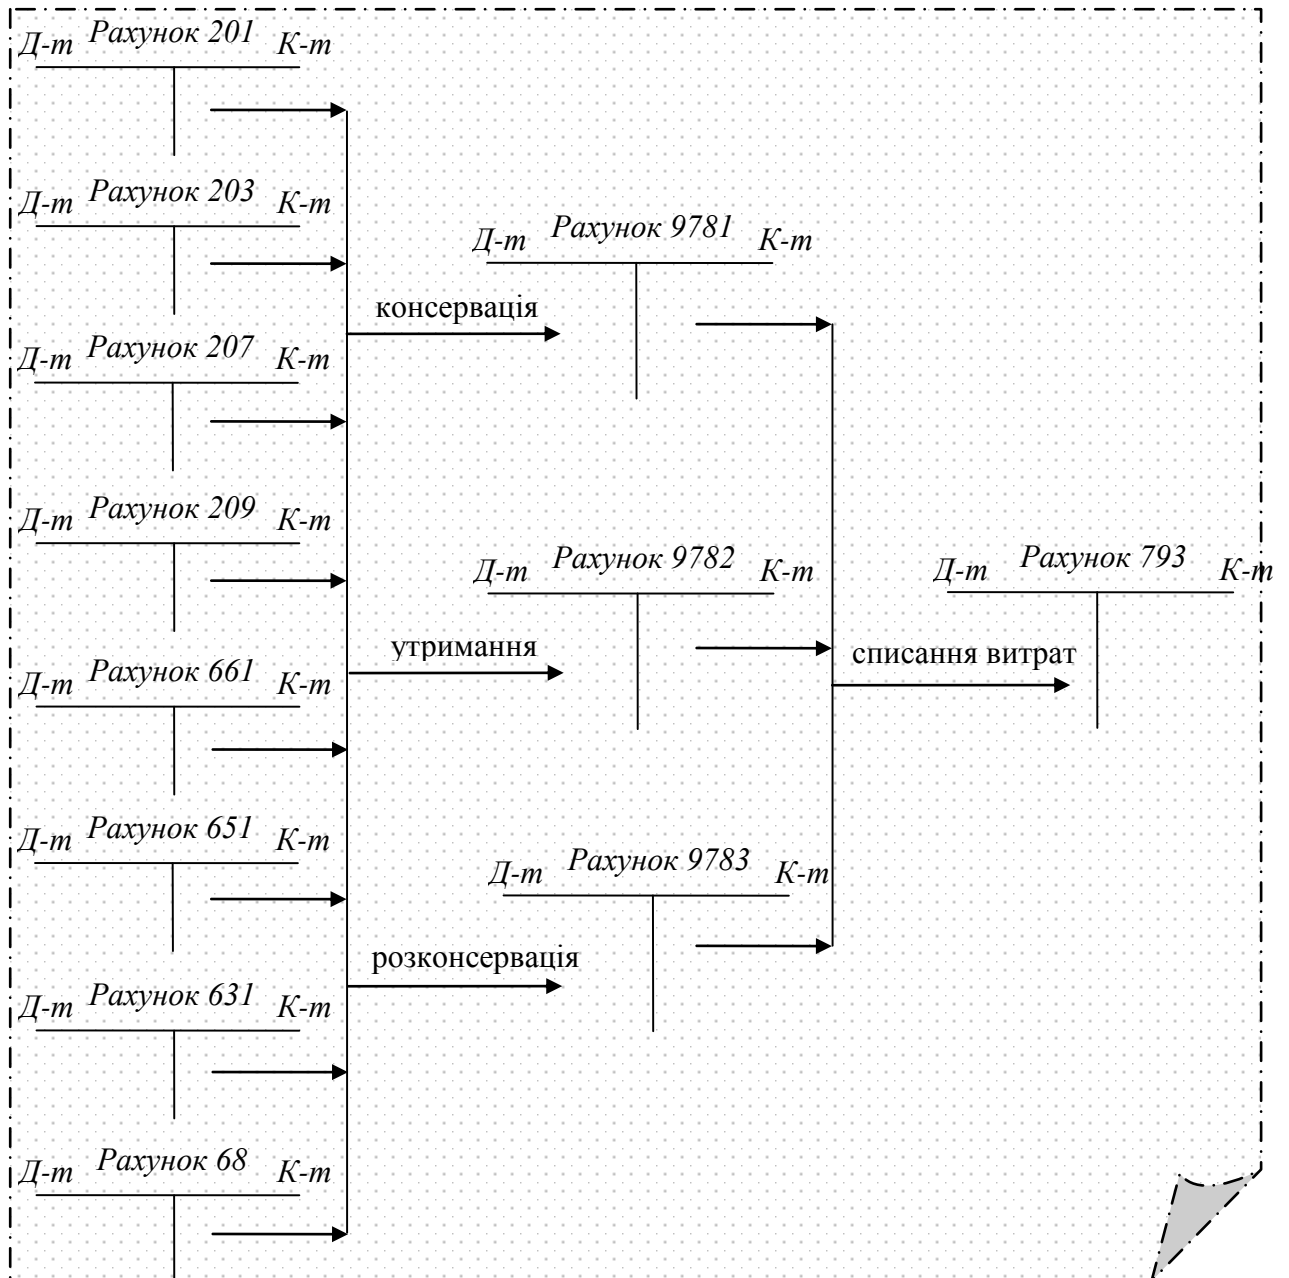 Д-т Рахунок 201 К-т
Д-т Рахунок 203 К-т
Д-т Рахунок 207 К-т
Д-т Рахунок 209 К-т
Д-т Рахунок 661 К-т
Д-т Рахунок 651 К-т
Д-т Рахунок 631 К-т
Д-т Рахунок 68 К-т
консервація
утримання
розконсервація
Д-т Рахунок 9781 К-т
Д-т Рахунок 9782 К-т
Д-т Рахунок 9783 К-т
списання витрат
Д-т Рахунок 793 К-т